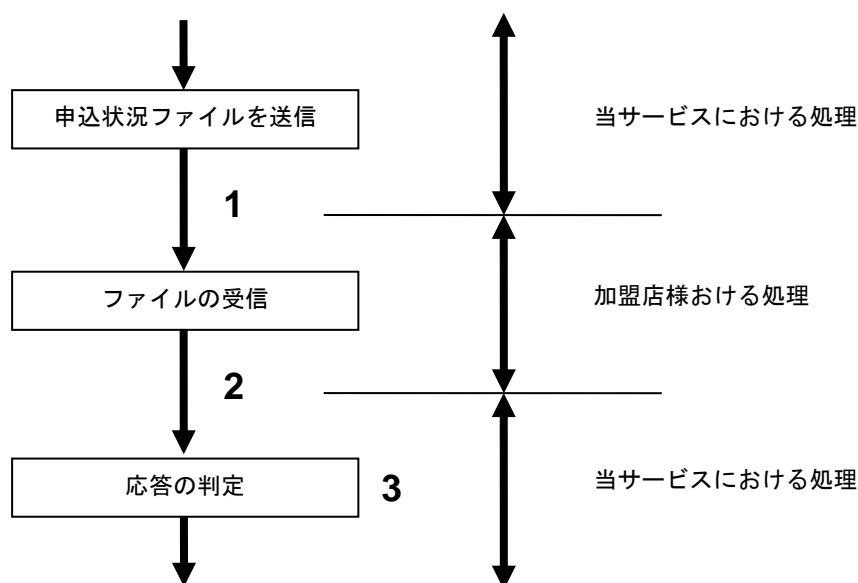 申込状況ファイルを送信
当サービスにおける処理
1
ファイルの受信
加盟店様おける処理
2
応答の判定
3
当サービスにおける処理